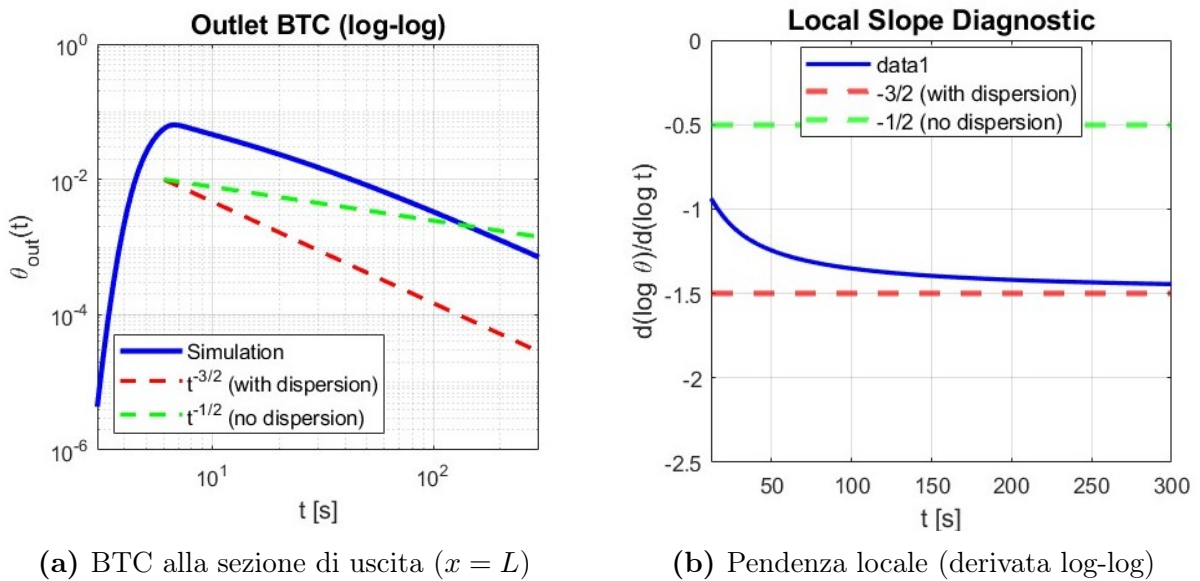 Outlet BTC (log-log)
10^0
10^-2
10^-4
10^-6
θ_out(t)
Simulation
t^-3/2 (with dispersion)
t^-1/2 (no dispersion)
10^1
10^2
t [s]
(a) BTC alla sezione di uscita (x = L)
Local Slope Diagnostic
0
-0.5
-1
-1.5
-2
-2.5
d(log θ)/d(log t)
data1
-3/2 (with dispersion)
-1/2 (no dispersion)
50
100
150
200
250
300
t [s]
(b) Pendenza locale (derivata log-log)